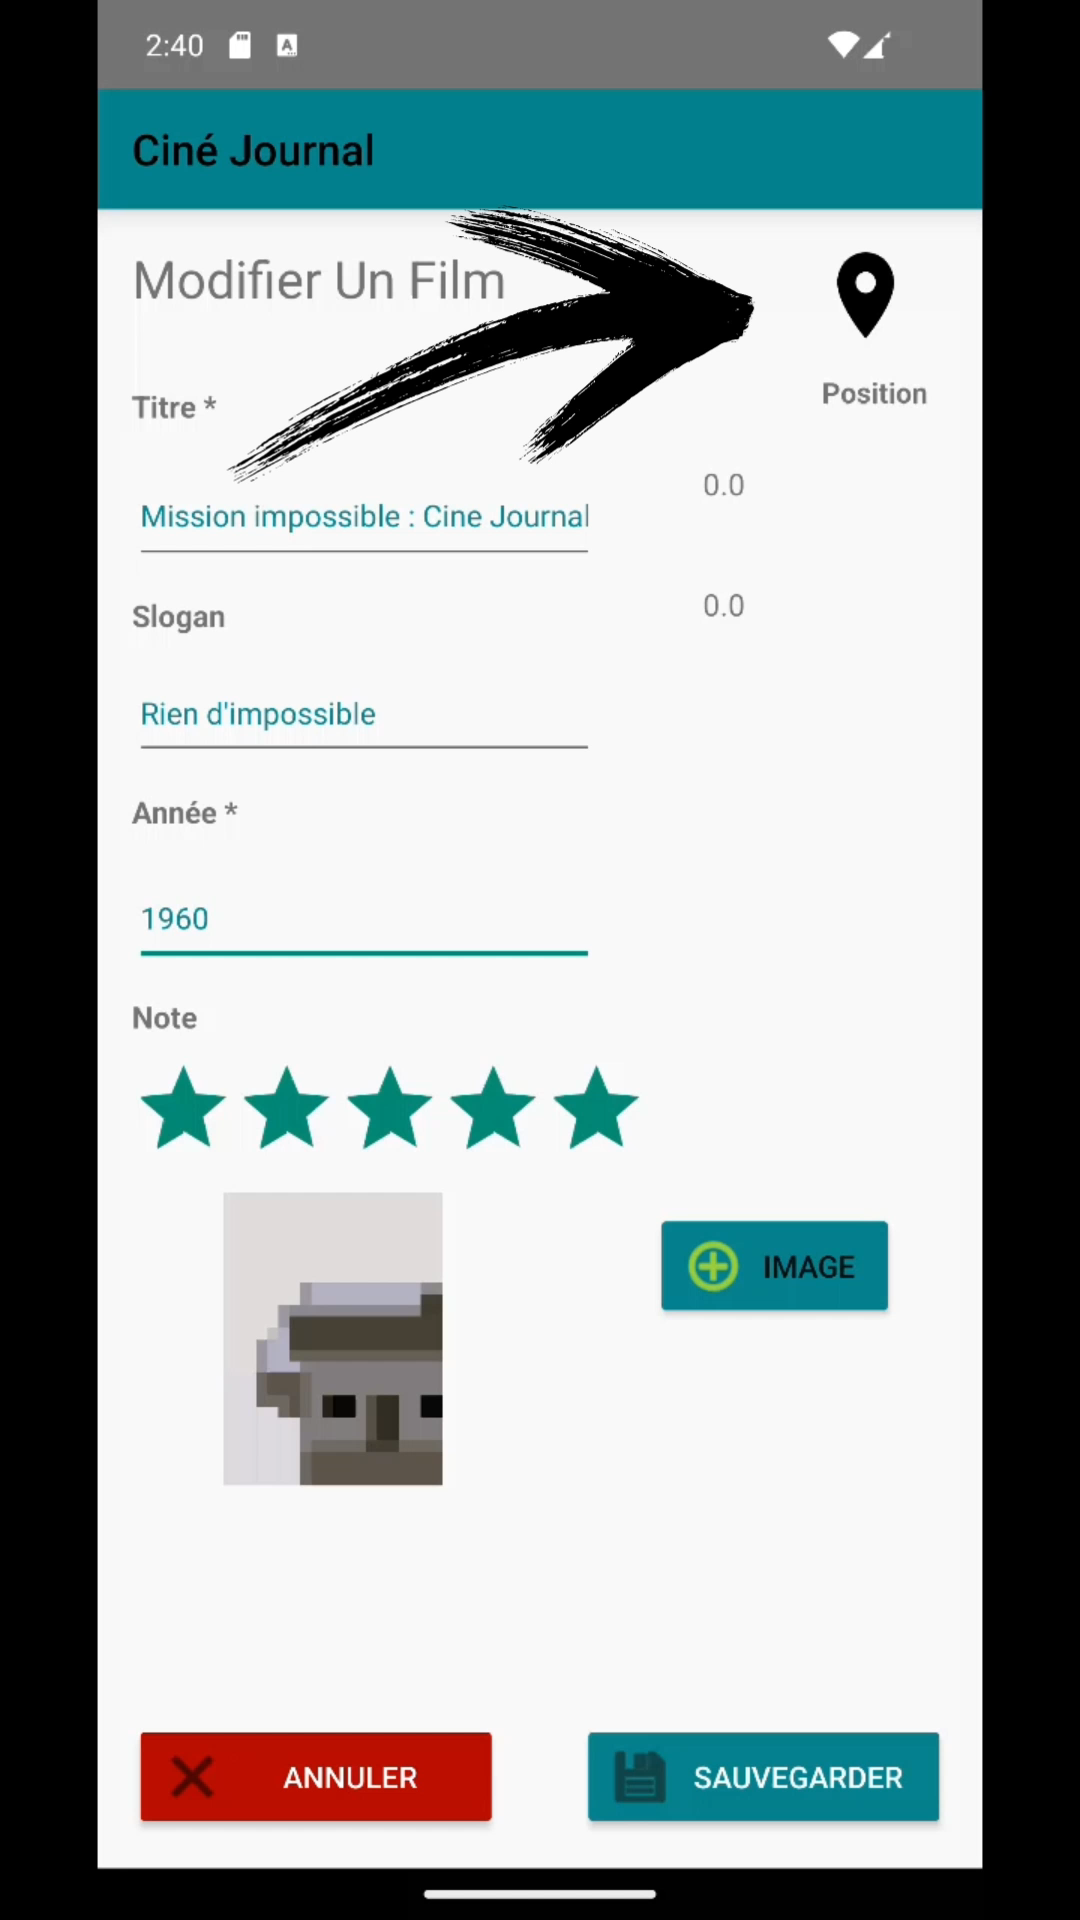 2:40
Ciné Journal
Modifier Un Film
Position
Titre *
0.0
Mission impossible : Cine Journal
0.0
Slogan
Rien d'impossible
Année *
1960
Note
IMAGE
ANNULER
SAUVEGARDER